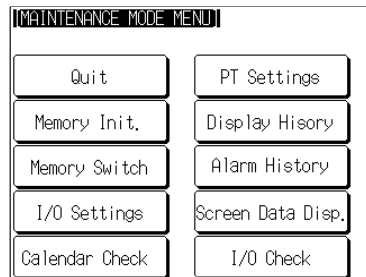 [MAINTENANCE MODE MENU]
Quit
PT Settings
Memory Init.
Display Hisory
Memory Switch
Alarm History
I/O Settings
Screen Data Disp.
Calendar Check
I/O Check